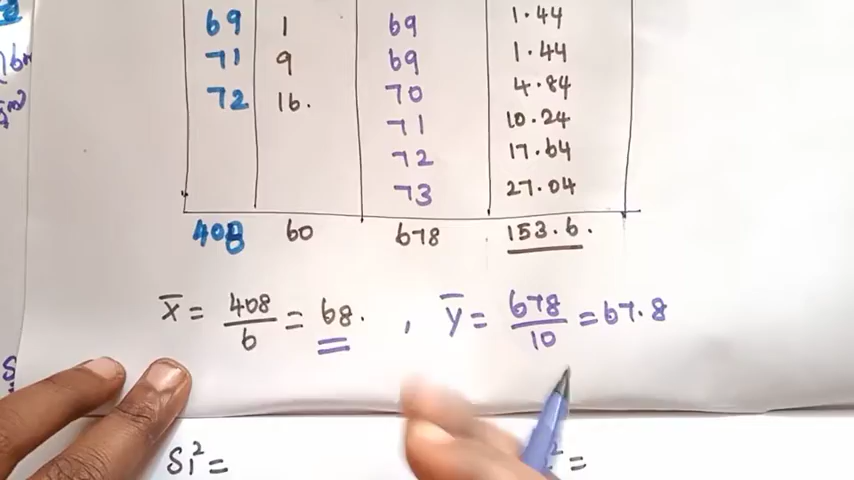 69 1 69 1.44
71 9 69 1.44
72 16. 70 4.84
71 10.24
72 17.64
73 27.04
408 60 678 153.6.
x̄ = 408/6 = 68. , ȳ = 678/10 = 67.8
S₁² = ² =